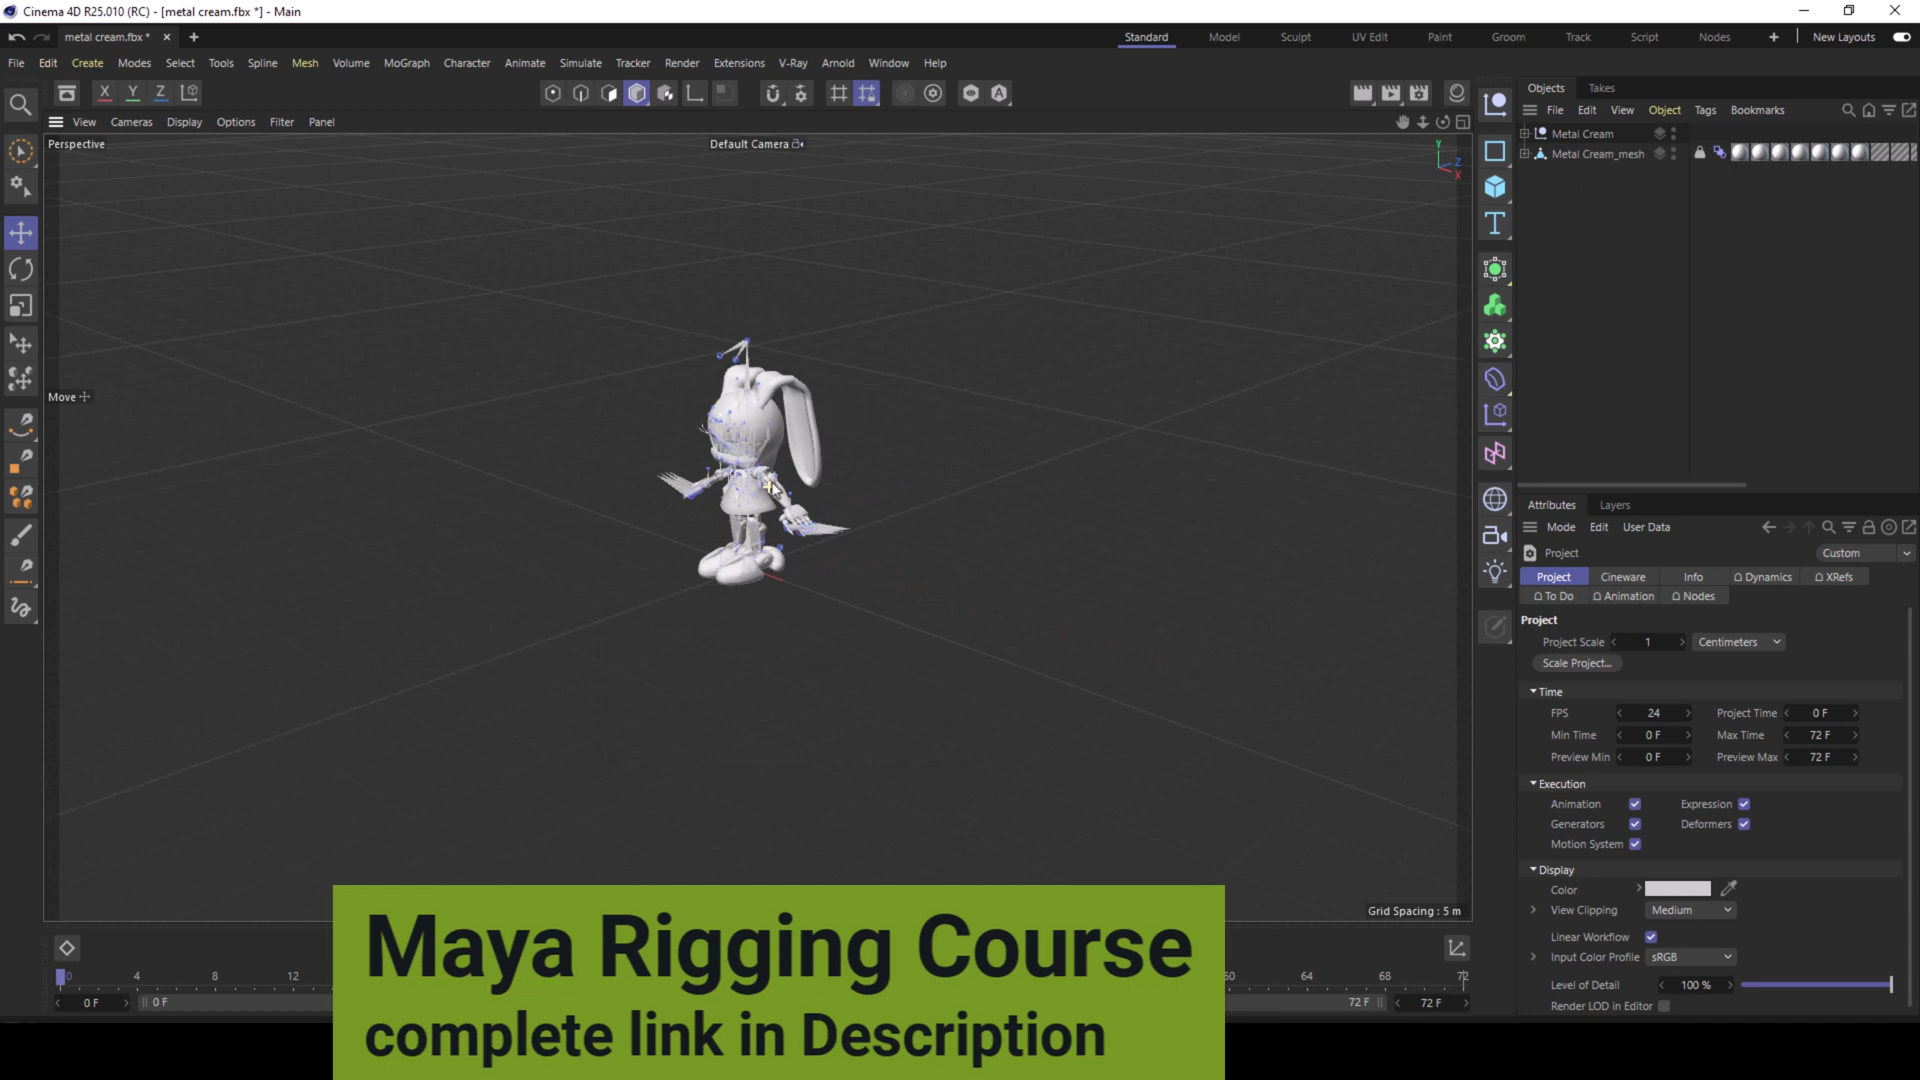 Cinema 4D R25.010 (RC) - [metal cream.fbx *] - Main
metal cream.fbx *
Standard Model Sculpt UV Edit Paint Groom Track Script Nodes New Layouts
File Edit Create Modes Select Tools Spline Mesh Volume MoGraph Character Animate Simulate Tracker Render Extensions V-Ray Arnold Window Help
X Y Z
View Cameras Display Options Filter Panel
Perspective
Default Camera
Y
Z
X
Move
Grid Spacing : 5 m
Objects Takes
File Edit View Object Tags Bookmarks
Metal Cream
Metal Cream_mesh
Attributes Layers
Mode Edit User Data
Project Custom
Project Cineware Info Dynamics XRefs
To Do Animation Nodes
Project
Project Scale 1 Centimeters
Scale Project...
Time
FPS 24 Project Time 0 F
Min Time 0 F Max Time 72 F
Preview Min 0 F Preview Max 72 F
Execution
Animation Expression
Generators Deformers
Motion System
Display
Color
View Clipping Medium
Linear Workflow
Input Color Profile sRGB
Level of Detail 100 %
Render LOD in Editor
0 4 8 12 60 64 68 72
0 F 0 F 72 F 72 F
Maya Rigging Course
complete link in Description